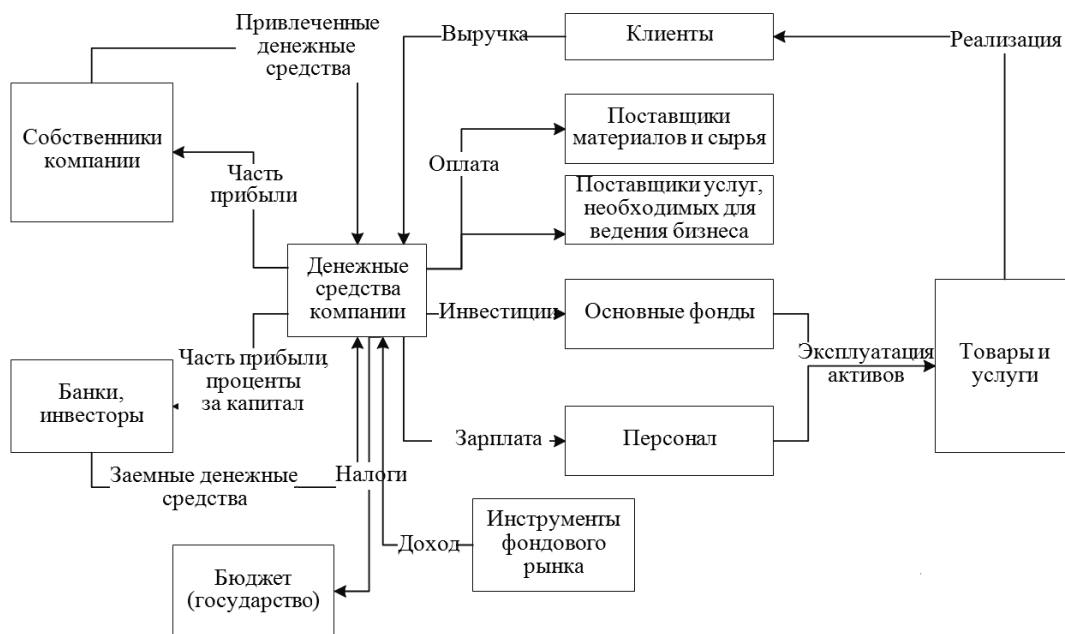 Привлеченные
денежные
средства
Выручка
Клиенты
Реализация
Собственники
компании
Часть
прибыли
Оплата
Поставщики
материалов и сырья
Поставщики услуг,
необходимых для
ведения бизнеса
Денежные
средства
компании
Инвестиции
Основные фонды
Эксплуатация
активов
Товары и
услуги
Часть прибыли,
проценты
за капитал
Банки,
инвесторы
Зарплата
Персонал
Заемные денежные
средства
Налоги
Доход
Инструменты
фондового
рынка
Бюджет
(государство)